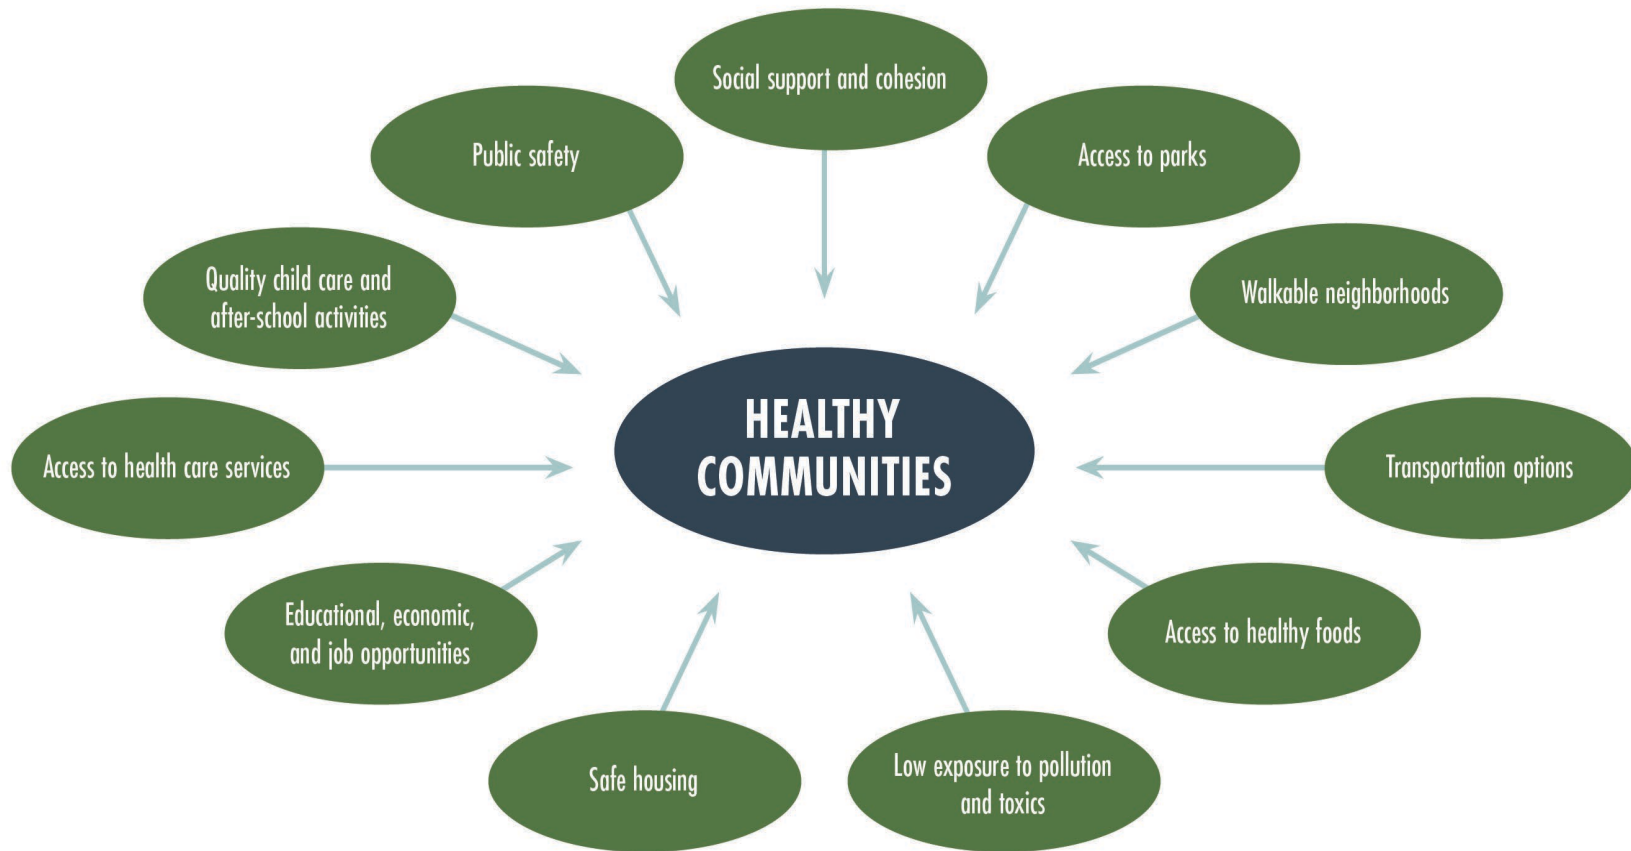 Social support and cohesion
Public safety
Access to parks
Quality child care and
after-school activities
Walkable neighborhoods
HEALTHY
COMMUNITIES
Access to health care services
Transportation options
Educational, economic,
and job opportunities
Access to healthy foods
Safe housing
Low exposure to pollution
and toxics